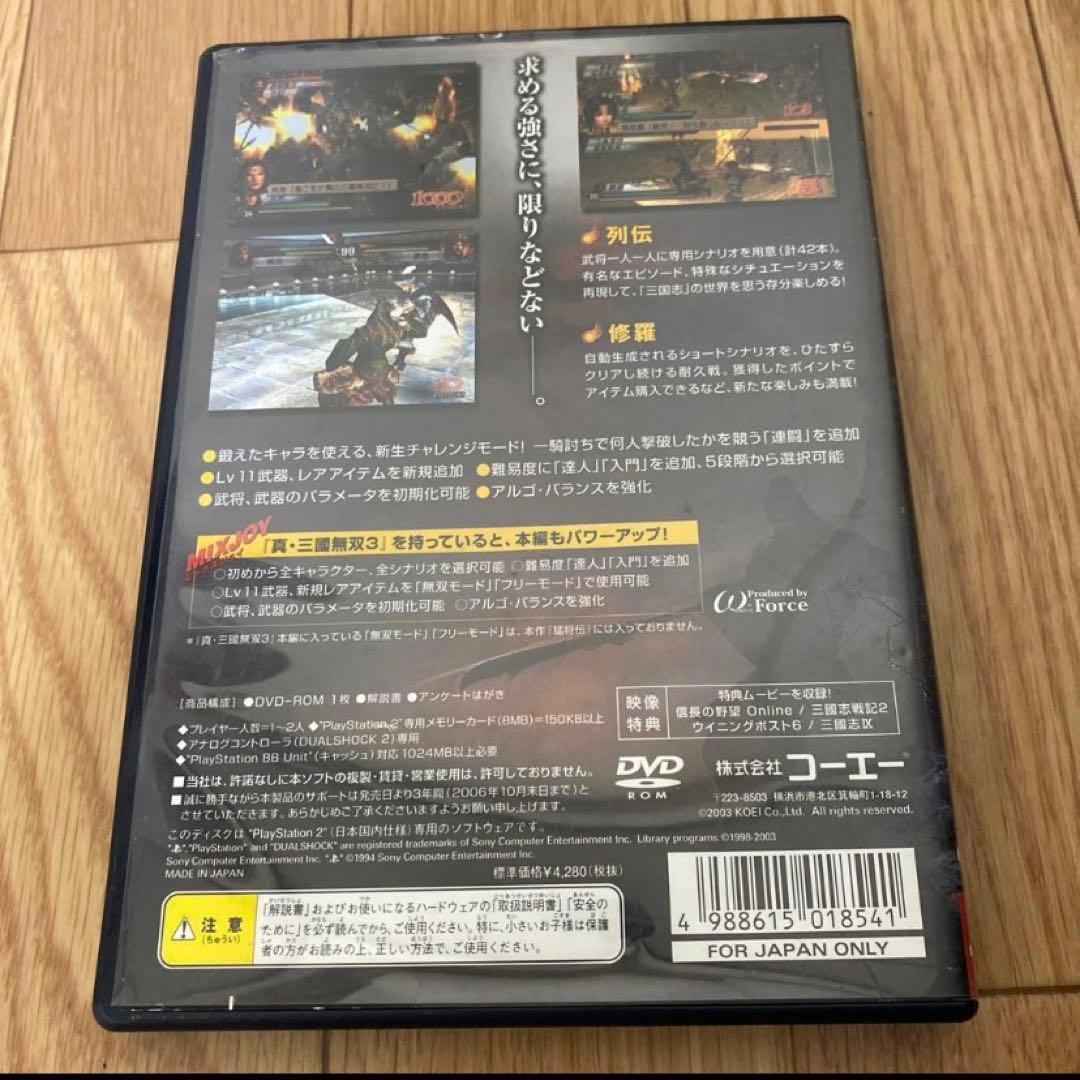 求める強さに、限りなどない──。
1000
99
列伝
武将一人一人に専用シナリオを用意(計42本)。
有名なエピソード、特殊なシチュエーションを
再現して、「三国志」の世界を思う存分楽しめる!
修羅
自動生成されるショートシナリオを、ひたすら
クリアし続ける耐久戦。獲得したポイントで
アイテム購入できるなど、新たな楽しみも満載!
●鍛えたキャラを使える、新生チャレンジモード! 一騎討ちで何人撃破したかを競う「連闘」を追加
●Lv11武器、レアアイテムを新規追加 ●難易度に「達人」「入門」を追加、5段階から選択可能
●武将、武器のパラメータを初期化可能 ●アルゴ・バランスを強化
MIXJOY
『真・三國無双3』を持っていると、本編もパワーアップ!
○初めから全キャラクター、全シナリオを選択可能 ○難易度「達人」「入門」を追加
○Lv11武器、新規レアアイテムを「無双モード」「フリーモード」で使用可能
○武将、武器のパラメータを初期化可能 ○アルゴ・バランスを強化
ω Produced by
Force
*『真・三國無双3』本編に入っている「無双モード」「フリーモード」は、本作『猛将伝』には入っておりません。
[商品構成] ●DVD-ROM 1枚 ●解説書 ●アンケートはがき
◆プレイヤー人数=1〜2人 ◆"PlayStation 2"専用メモリーカード(8MB)=150KB以上
◆アナログコントローラ(DUALSHOCK 2)専用
◆"PlayStation BB Unit"(キャッシュ)対応 1024MB以上必要
■当社は、許諾なしに本ソフトの複製・賃貸・営業使用は、許可しておりません。
■誠に勝手ながら本製品のサポートは発売日より3年間(2006年10月末日まで)と
させていただきます。あらかじめご了承くださいますようお願い申し上げます。
映像
特典
特典ムービーを収録!
信長の野望 Online / 三國志戦記2
ウイニングポスト6 / 三國志Ⅸ
DVD
ROM
株式会社 コーエー
〒223-8503 横浜市港北区箕輪町1-18-12
©2003 KOEI Co.,Ltd. All rights reserved.
このディスクは "PlayStation 2"(日本国内仕様)専用のソフトウェアです。
"PlayStation" and "DUALSHOCK" are registered trademarks of Sony Computer Entertainment Inc. Library programs ©1998-2003
Sony Computer Entertainment Inc. ©1994 Sony Computer Entertainment Inc.
MADE IN JAPAN
標準価格¥4,280(税抜)
注意
(ちゅうい)
「解説書」およびお使いになるハードウェアの「取扱説明書」「安全の
ために」を必ず読んでから、ご使用ください。特に、小さいお子様は保護
者の方がお読みの上、正しい方法で、ご使用ください。
4 988615 018541
FOR JAPAN ONLY